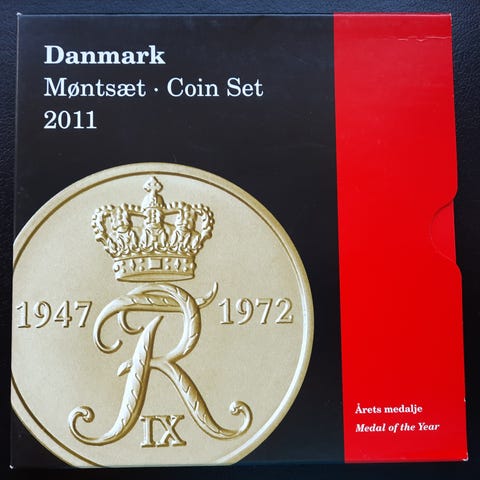 Danmark
Møntsæt · Coin Set
2011
1947 1972
R
IX
Årets medalje
Medal of the Year